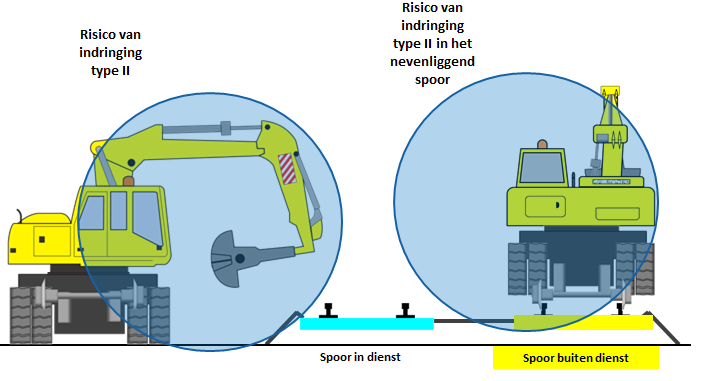 Risico van
indringing
type II
Risico van
indringing
type II in het
nevenliggend
spoor
Spoor in dienst
Spoor buiten dienst